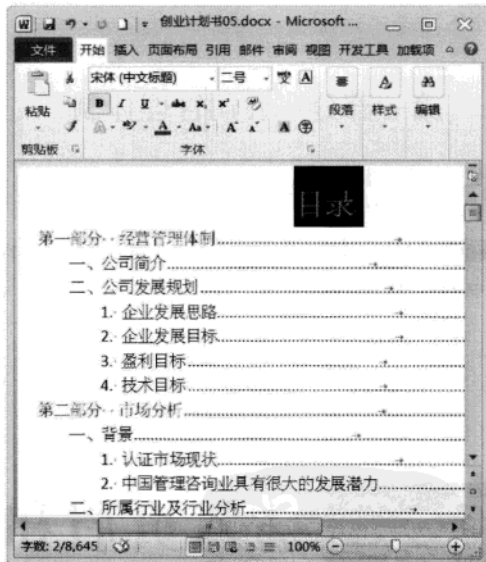 创业计划书05.docx - Microsoft ...
文件 开始 插入 页面布局 引用 邮件 审阅 视图 开发工具 加载项
宋体 (中文标题) 二号 变 A
粘贴 B I U abc x₂ x² 段落 样式 编辑
A aby A Aa A A A 字
剪贴板 字体
目录
第一部分 经营管理体制
一、公司简介
二、公司发展规划
1. 企业发展思路
2. 企业发展目标
3. 盈利目标
4. 技术目标
第二部分 市场分析
一、背景
1. 认证市场现状
2. 中国管理咨询业具有很大的发展潜力
二、所属行业及行业分析
字数: 2/8,645 100%